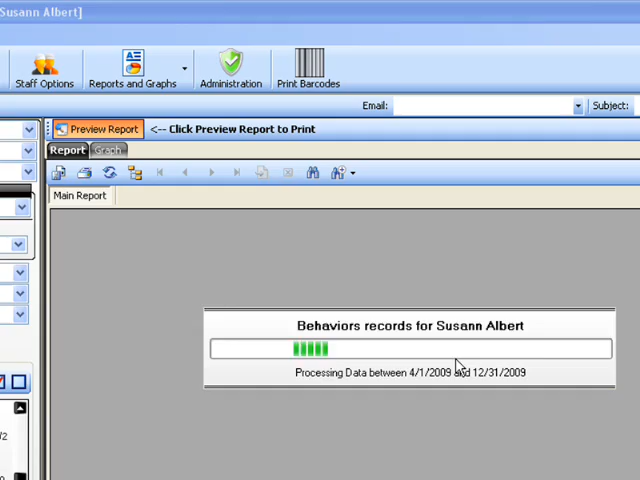 Susann Albert]
Staff Options
Reports and Graphs
Administration
Print Barcodes
Email:
Subject:
Preview Report
<-- Click Preview Report to Print
Report
Graph
Main Report
Behaviors records for Susann Albert
Processing Data between 4/1/2009 and 12/31/2009
/2